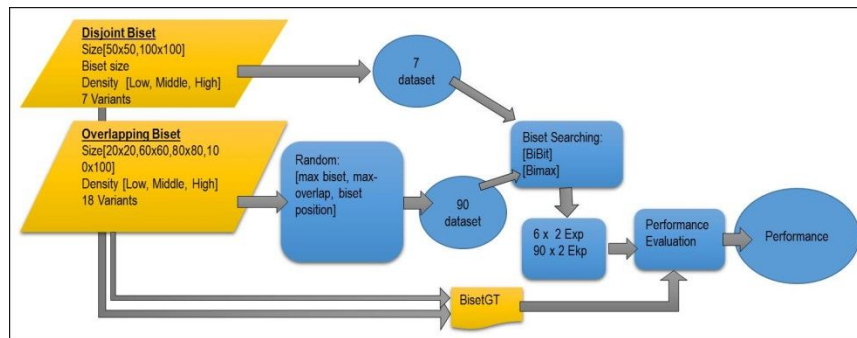 Disjoint Biset
Size[50x50,100x100]
Biset size
Density [Low, Middle, High]
7 Variants
7
dataset
Overlapping Biset
Size[20x20,60x60,80x80,10
0x100]
Density [Low, Middle, High]
18 Variants
Random:
[max biset, max-
overlap, biset
position]
90
dataset
Biset Searching:
[BiBit]
[Bimax]
6 x 2 Exp
90 x 2 Ekp
Performance
Evaluation
Performance
BisetGT